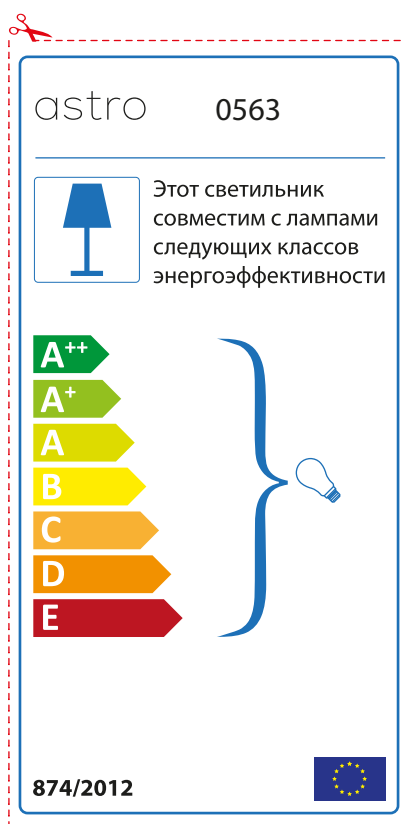 astro 0563
Этот светильник
совместим с лампами
следующих классов
энергоэффективности
A++
A+
A
B
C
D
E
874/2012